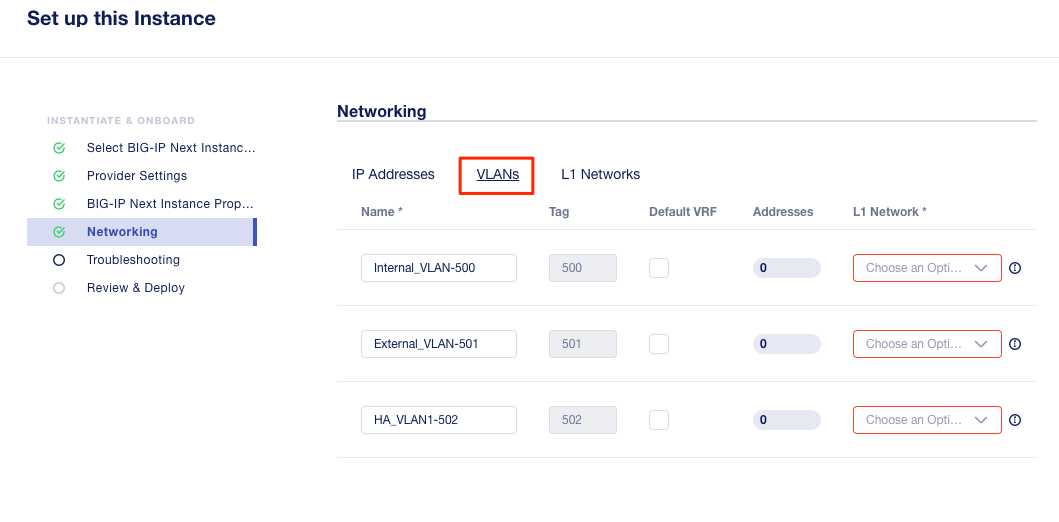 Set up this Instance
INSTANTIATE & ONBOARD
Select BIG-IP Next Instanc...
Provider Settings
BIG-IP Next Instance Prop...
Networking
Troubleshooting
Review & Deploy
Networking
IP Addresses VLANs L1 Networks
Name * Tag Default VRF Addresses L1 Network *
Internal_VLAN-500 500 0 Choose an Opti...
External_VLAN-501 501 0 Choose an Opti...
HA_VLAN1-502 502 0 Choose an Opti...